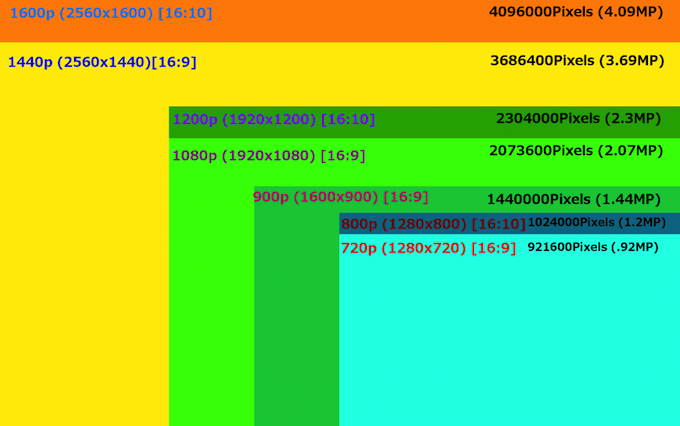 1600p (2560x1600) [16:10] 4096000Pixels (4.09MP)
1440p (2560x1440)[16:9] 3686400Pixels (3.69MP)
1200p (1920x1200) [16:10] 2304000Pixels (2.3MP)
1080p (1920x1080) [16:9] 2073600Pixels (2.07MP)
900p (1600x900) [16:9] 1440000Pixels (1.44MP)
800p (1280x800) [16:10] 1024000Pixels (1.2MP)
720p (1280x720) [16:9] 921600Pixels (.92MP)